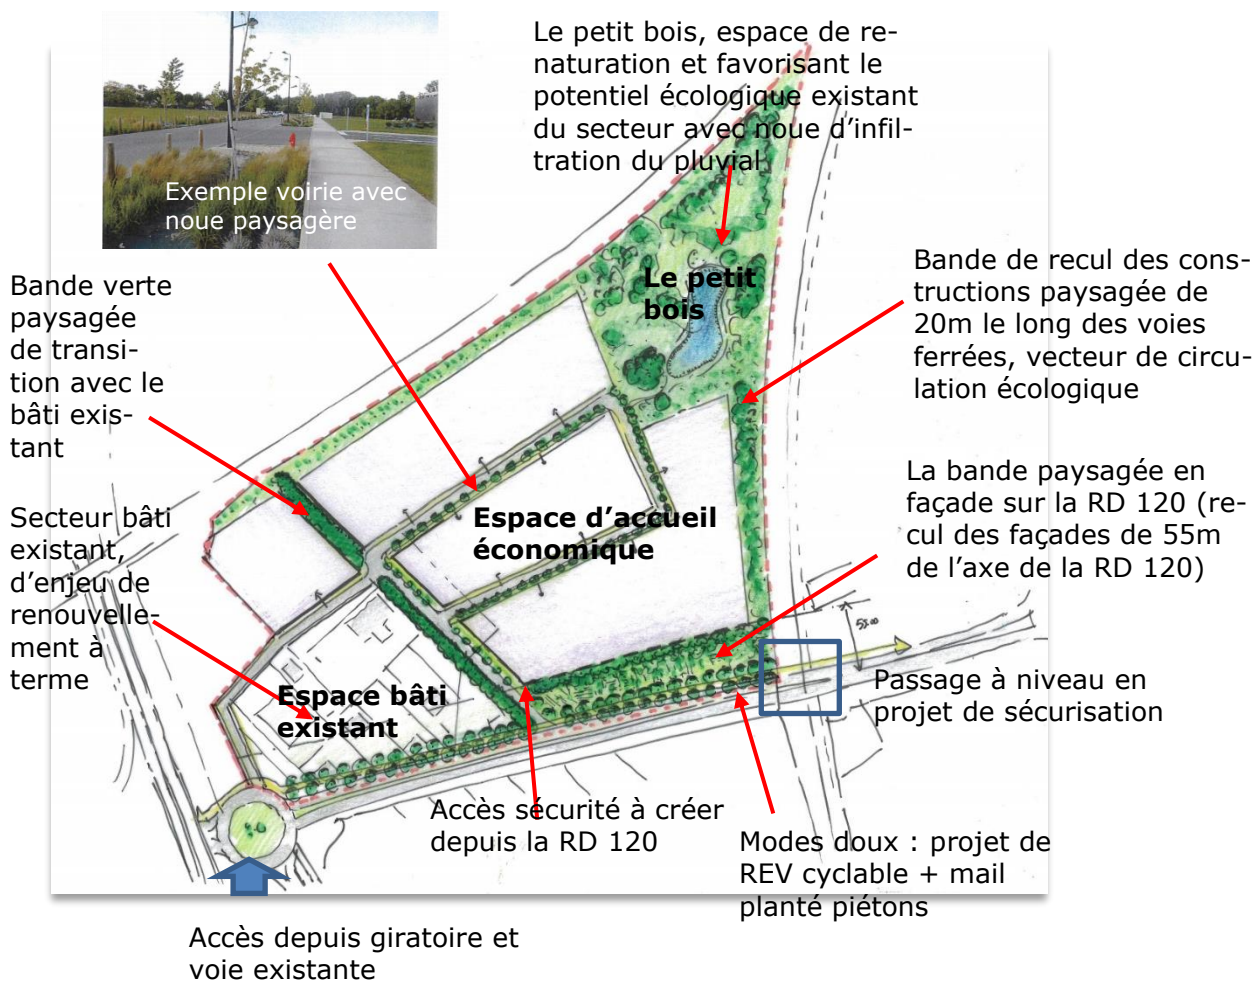 Le petit bois, espace de re-
naturation et favorisant le
potentiel écologique existant
du secteur avec noue d'infil-
tration du pluvial
Exemple voirie avec
noue paysagère
Bande verte
paysagée
de transi-
tion avec le
bâti exis-
tant
Le petit
bois
Bande de recul des cons-
tructions paysagée de
20m le long des voies
ferrées, vecteur de circu-
lation écologique
La bande paysagée en
façade sur la RD 120 (re-
cul des façades de 55m
de l'axe de la RD 120)
Secteur bâti
existant,
d'enjeu de
renouvelle-
ment à
terme
Espace d'accueil
économique
55.00
Espace bâti
existant
Passage à niveau en
projet de sécurisation
Accès sécurité à créer
depuis la RD 120
Modes doux : projet de
REV cyclable + mail
planté piétons
Accès depuis giratoire et
voie existante